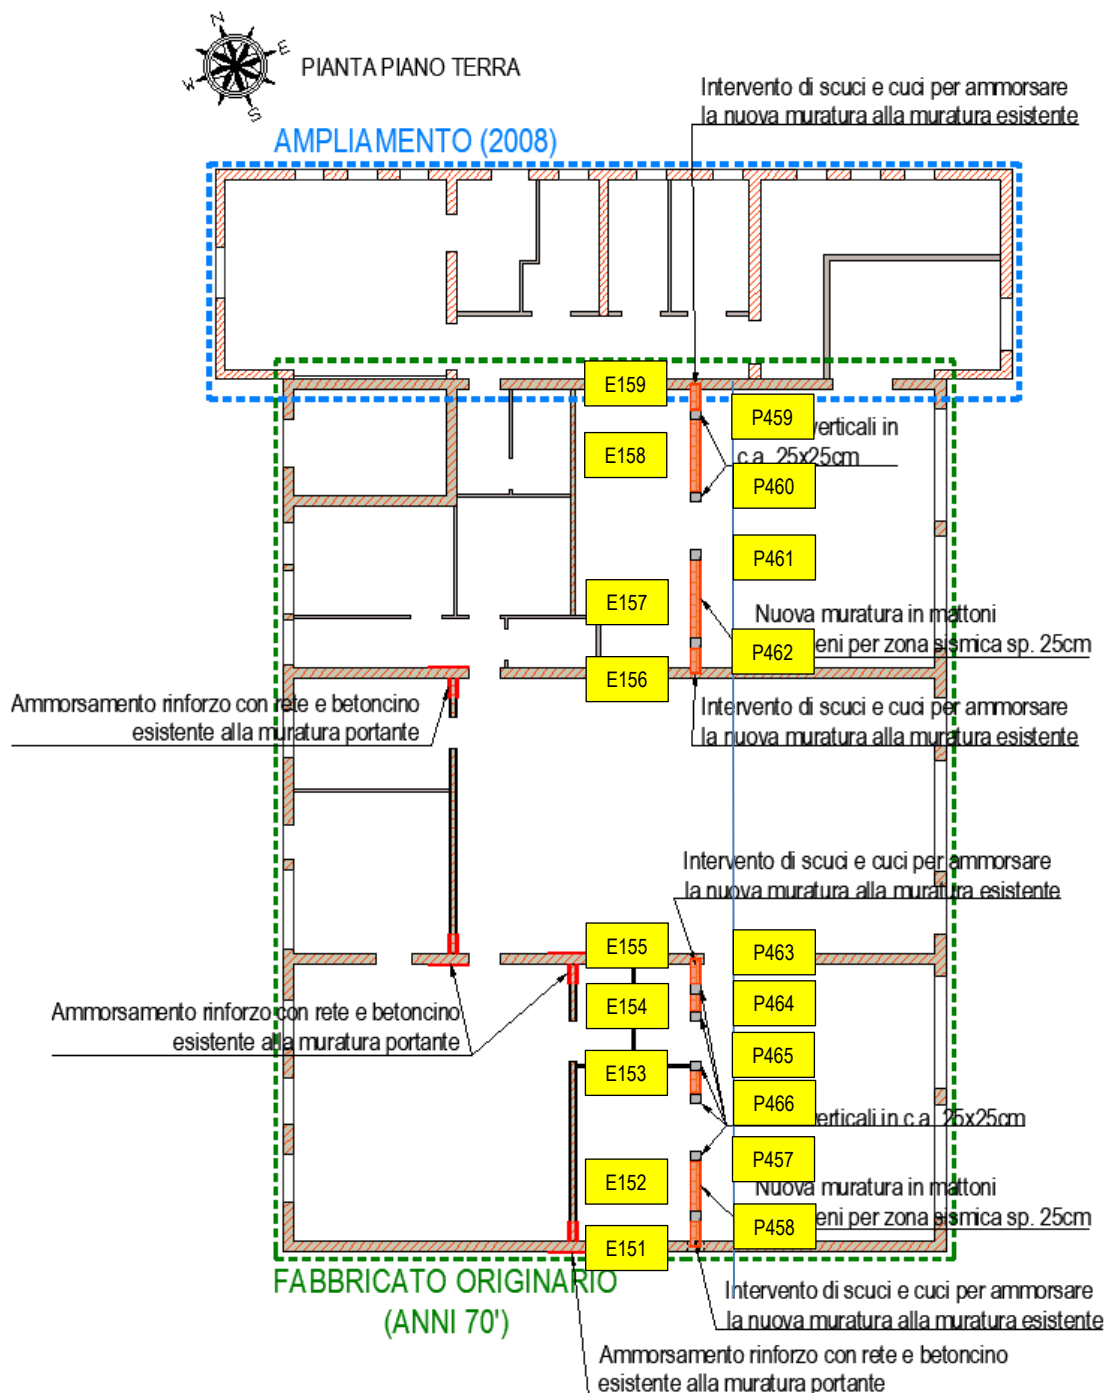 N
E
W
S
PIANTA PIANO TERRA
Intervento di scuci e cuci per ammorsare
la nuova muratura alla muratura esistente
AMPLIAMENTO (2008)
E159
P459
verticali in
c.a. 25x25cm
E158
P460
P461
E157
Nuova muratura in mattoni
P462
eni per zona sismica sp. 25cm
E156
Ammorsamento rinforzo con rete e betoncino
esistente alla muratura portante
Intervento di scuci e cuci per ammorsare
la nuova muratura alla muratura esistente
Intervento di scuci e cuci per ammorsare
la nuova muratura alla muratura esistente
E155
P463
E154
P464
Ammorsamento rinforzo con rete e betoncino
esistente alla muratura portante
P465
E153
P466
verticali in c.a. 25x25cm
P457
E152
Nuova muratura in mattoni
P458
eni per zona sismica sp. 25cm
E151
FABBRICATO ORIGINARIO
(ANNI 70')
Intervento di scuci e cuci per ammorsare
la nuova muratura alla muratura esistente
Ammorsamento rinforzo con rete e betoncino
esistente alla muratura portante